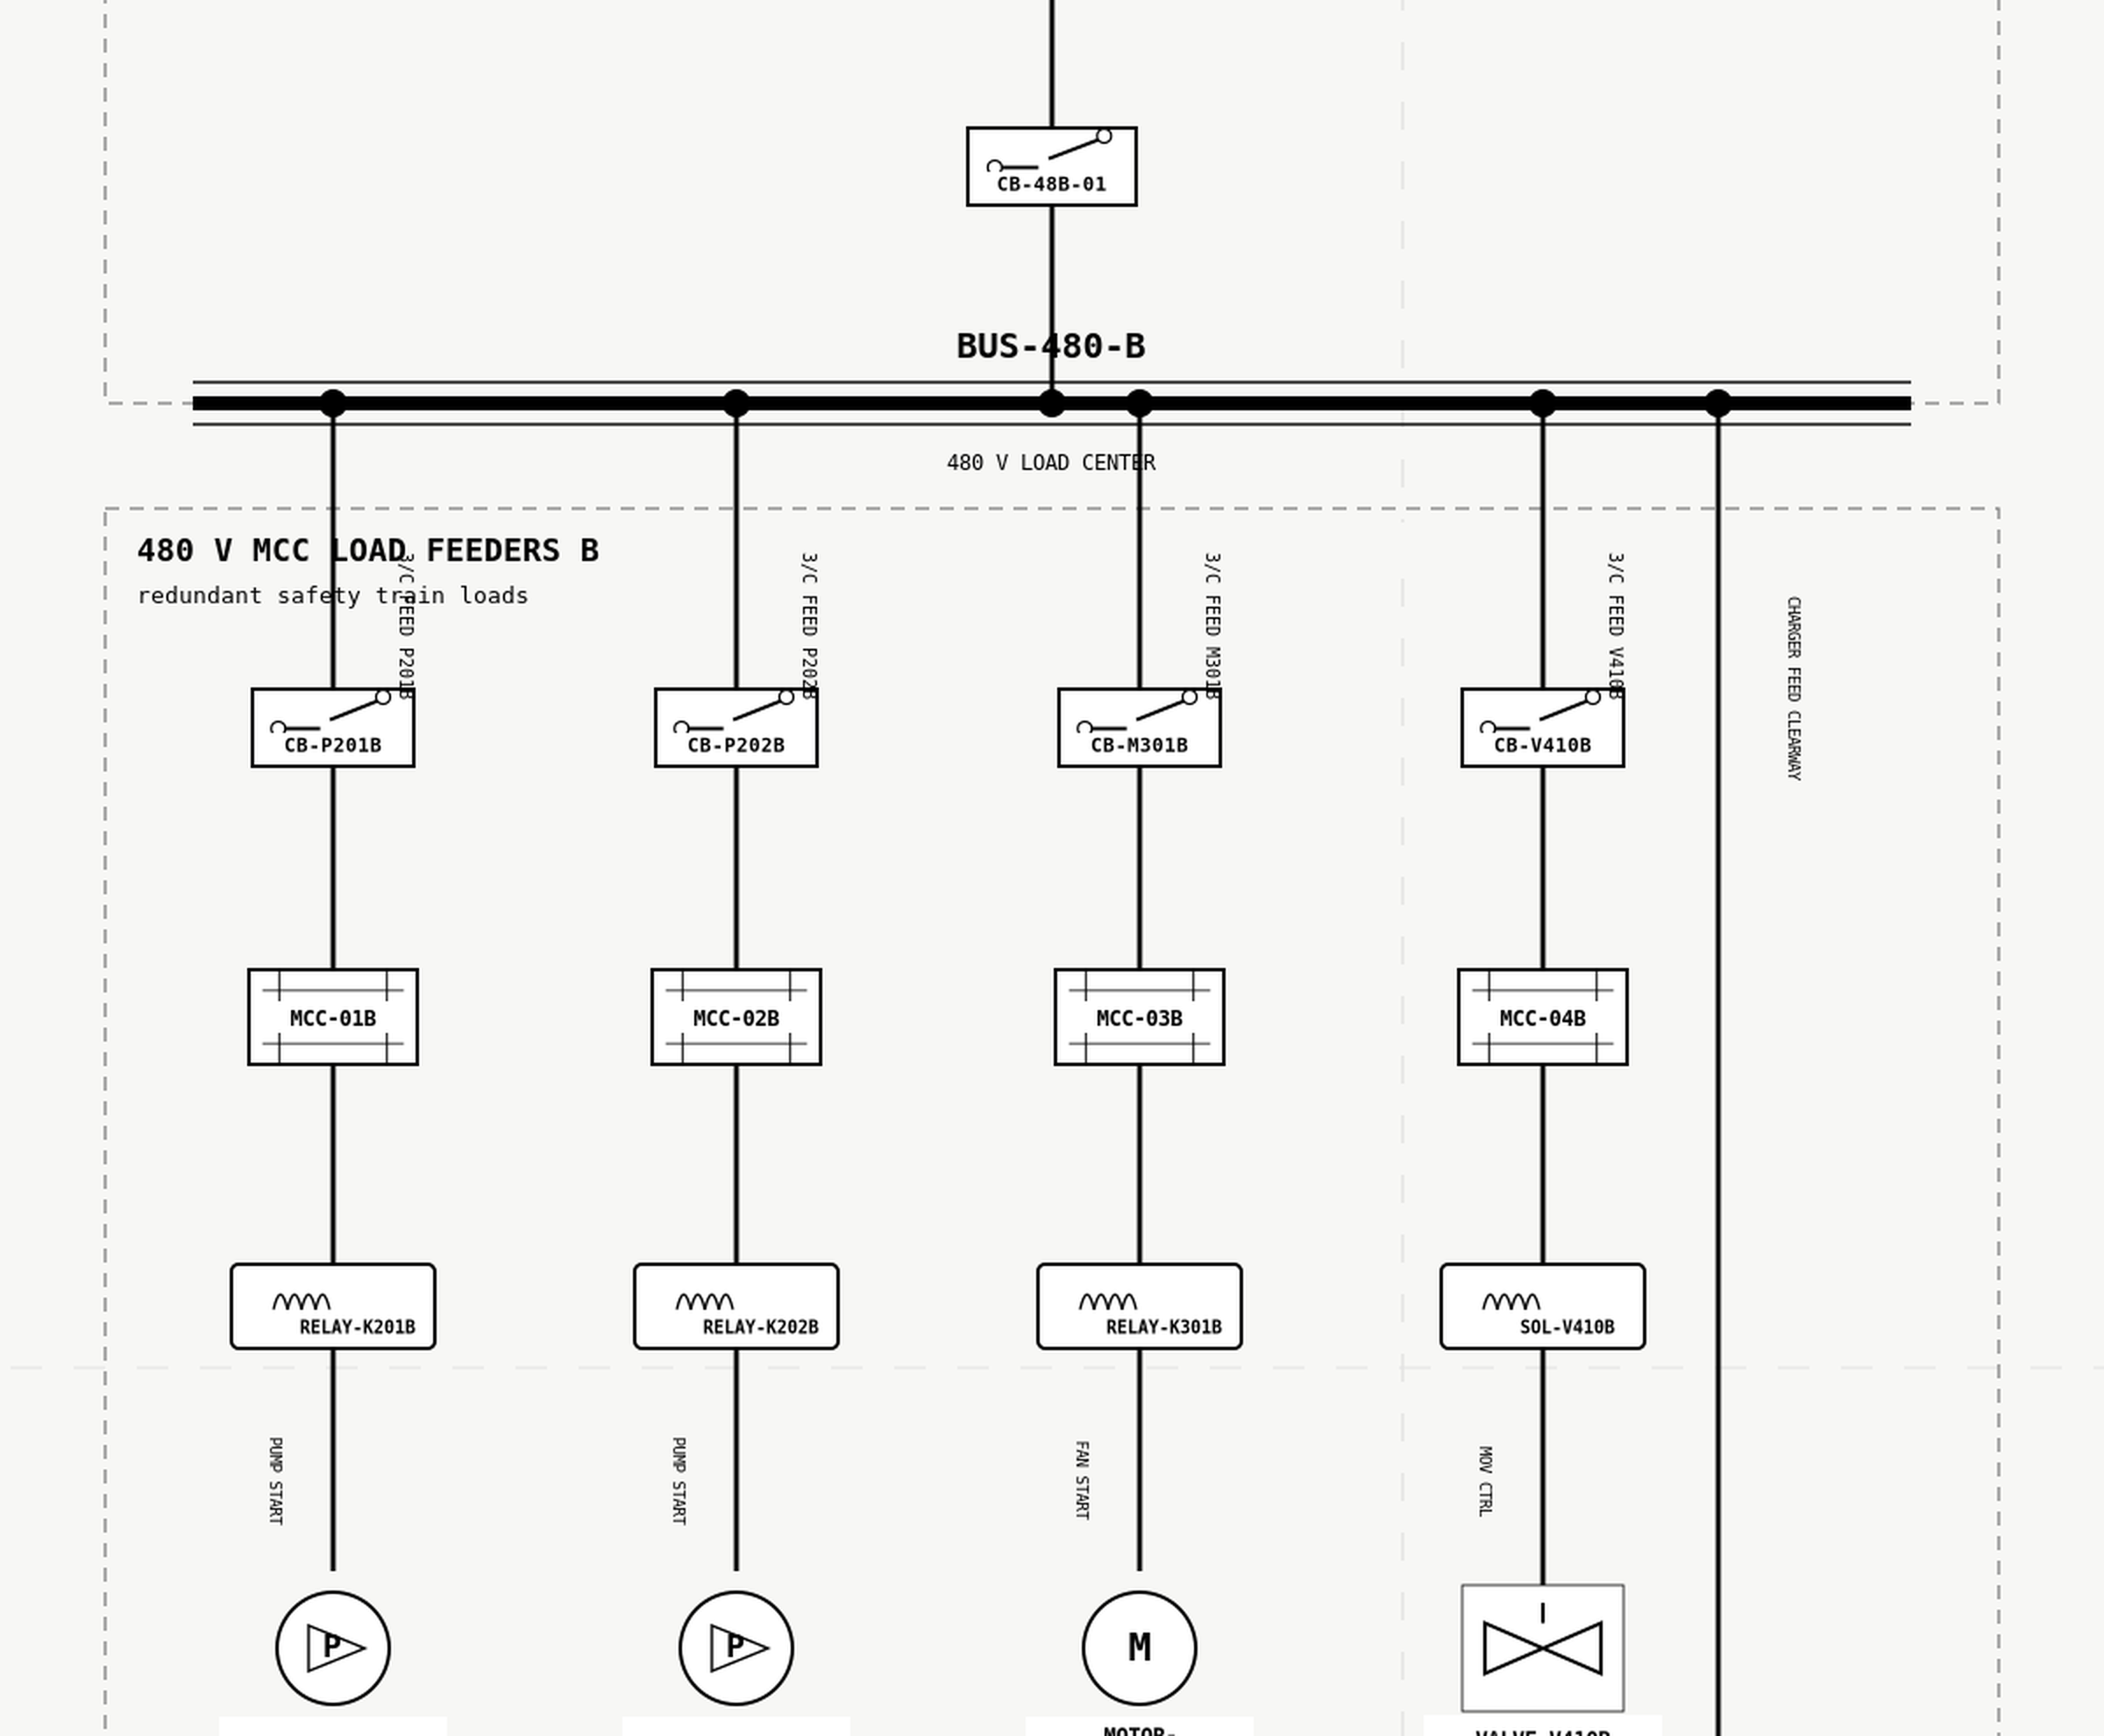 CB-48B-01
BUS-480-B
480 V LOAD CENTER
480 V MCC LOAD FEEDERS B
redundant safety train loads
3/C FEED P201B
3/C FEED P202B
3/C FEED M301B
3/C FEED V410B
CHARGER FEED CLEARWAY
CB-P201B
CB-P202B
CB-M301B
CB-V410B
MCC-01B
MCC-02B
MCC-03B
MCC-04B
RELAY-K201B
RELAY-K202B
RELAY-K301B
SOL-V410B
PUMP START
PUMP START
FAN START
MOV CTRL
P
P
M
MOTOR-
VALVE-V410B